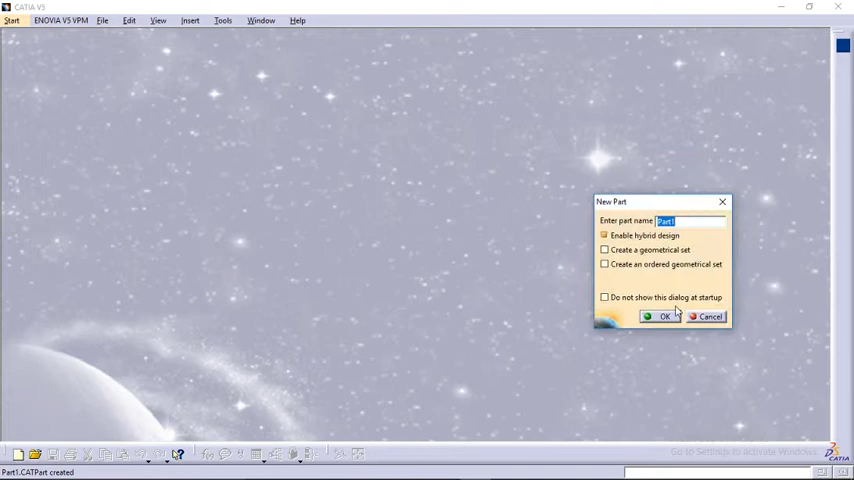 CATIA V5
Start ENOVIA V5 VPM File Edit View Insert Tools Window Help
New Part
Enter part name Part1
Enable hybrid design
Create a geometrical set
Create an ordered geometrical set
Do not show this dialog at startup
OK Cancel
Go to Settings to activate Windows.
CATIA
Part1.CATPart created